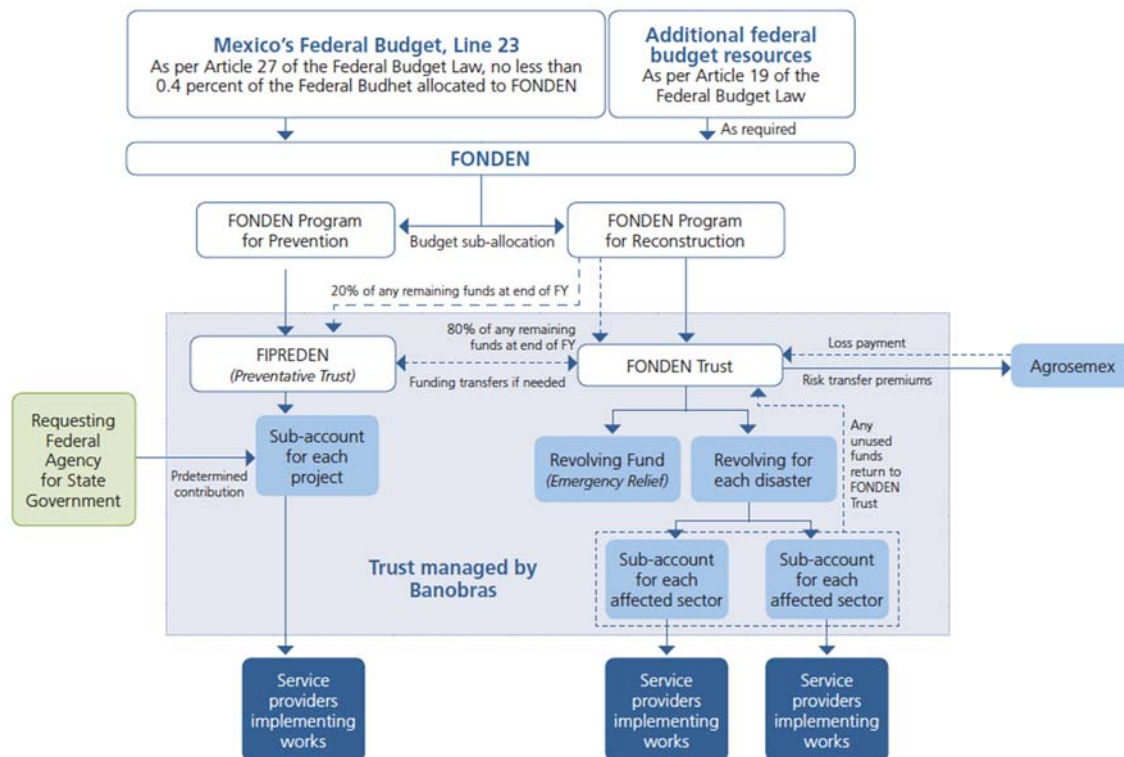 Mexico's Federal Budget, Line 23
As per Article 27 of the Federal Budget Law, no less than
0.4 percent of the Federal Budhet allocated to FONDEN
Additional federal
budget resources
As per Article 19 of the
Federal Budget Law
As required
FONDEN
FONDEN Program
for Prevention
Budget sub-allocation
FONDEN Program
for Reconstruction
20% of any remaining funds at end of FY
80% of any remaining
funds at end of FY
FIPREDEN
(Preventative Trust)
Funding transfers if needed
FONDEN Trust
Loss payment
Risk transfer premiums
Agrosemex
Requesting
Federal
Agency
for State
Government
Prdetermined
contribution
Sub-account
for each
project
Revolving Fund
(Emergency Relief)
Revolving for
each disaster
Any
unused
funds
return to
FONDEN
Trust
Trust managed by
Banobras
Sub-account
for each
affected sector
Sub-account
for each
affected sector
Service
providers
implementing
works
Service
providers
implementing
works
Service
providers
implementing
works